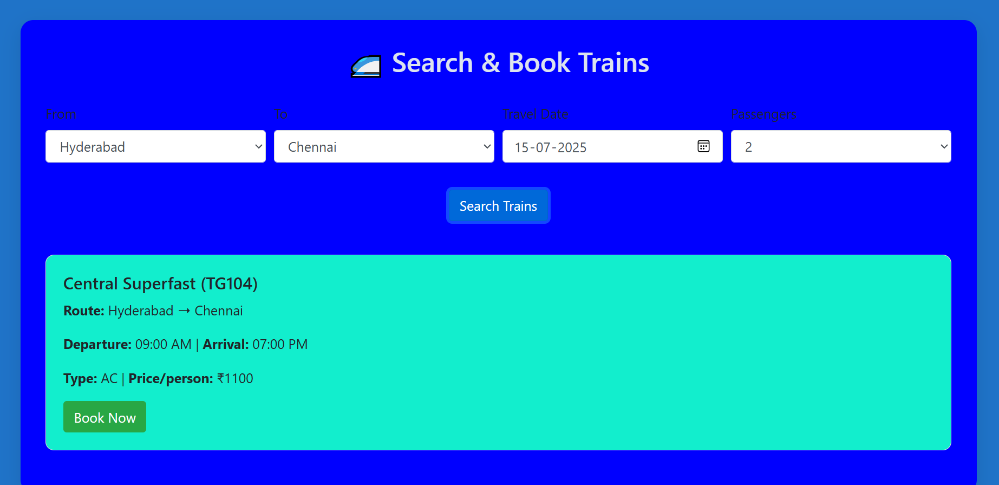 Search & Book Trains
From To Travel Date Passengers
Hyderabad Chennai 15-07-2025 2
Search Trains
Central Superfast (TG104)
Route: Hyderabad → Chennai
Departure: 09:00 AM | Arrival: 07:00 PM
Type: AC | Price/person: ₹1100
Book Now